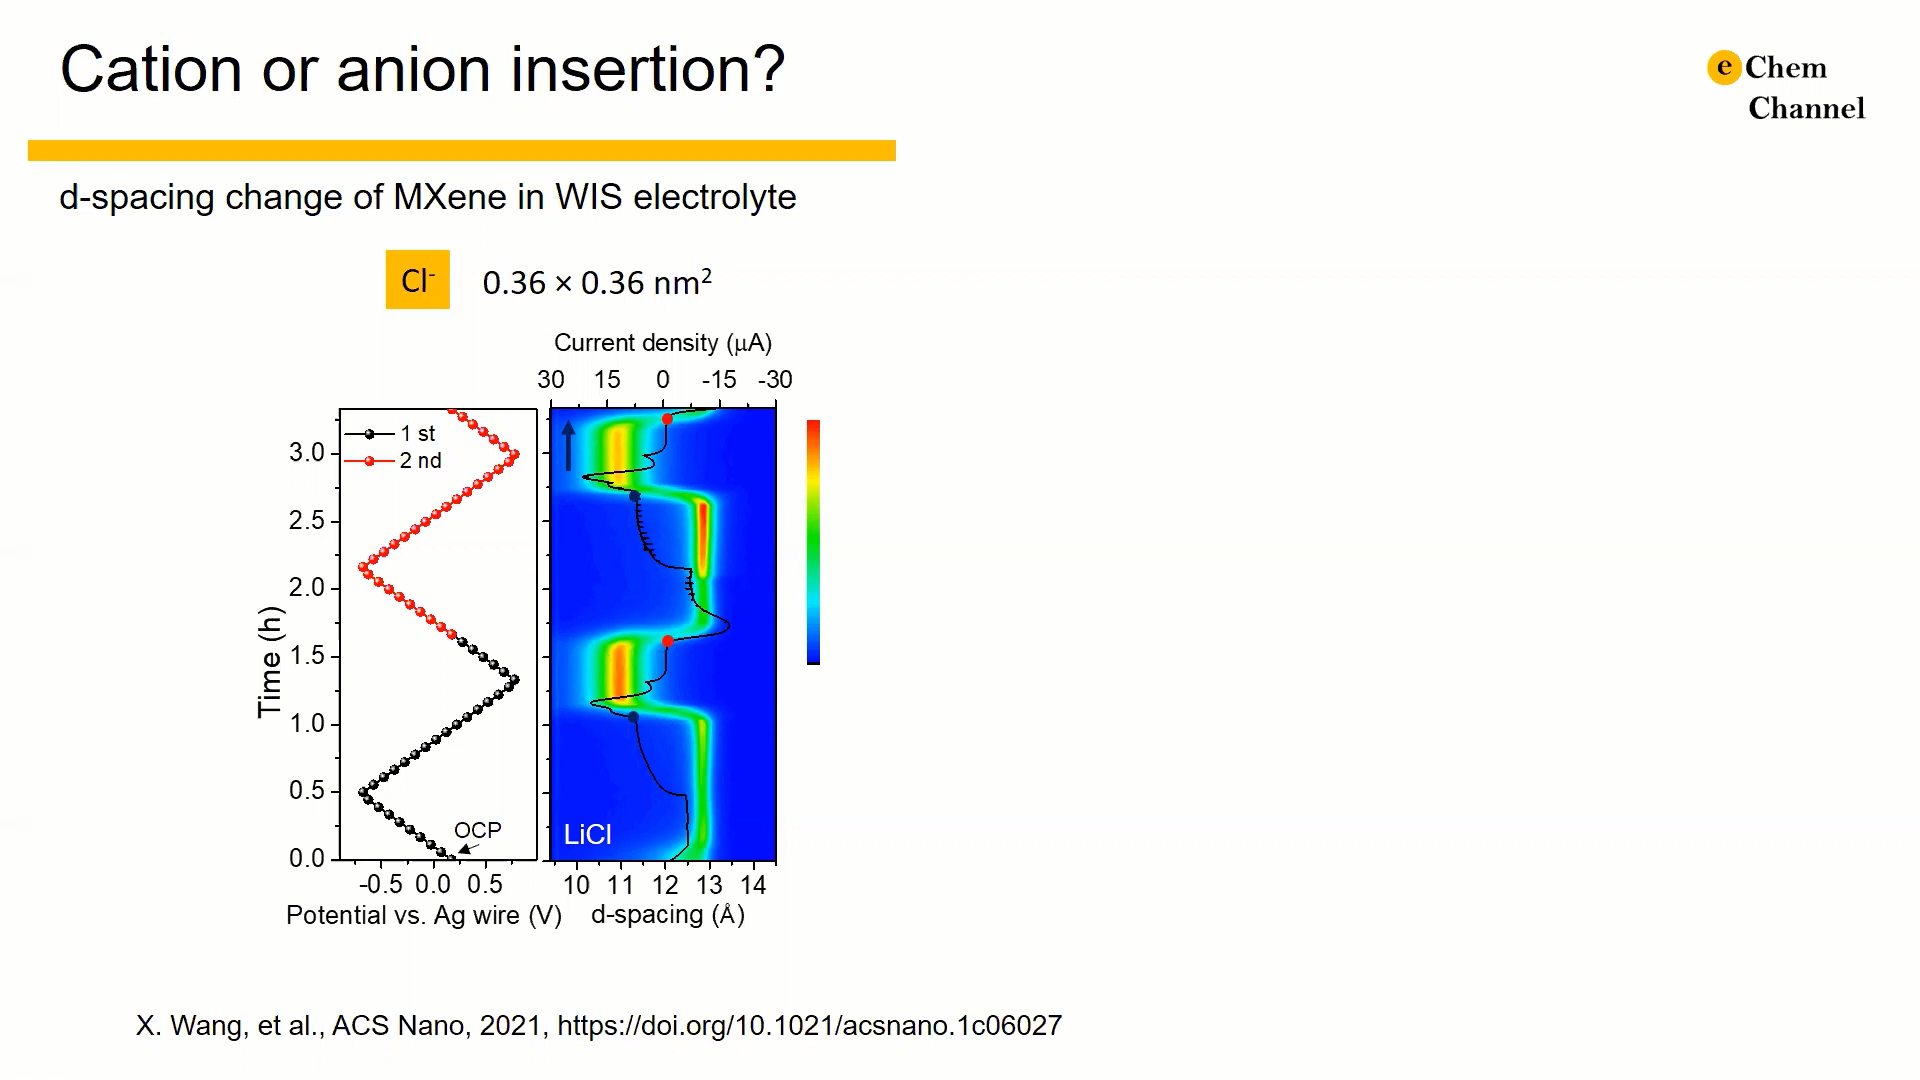 Cation or anion insertion?
e Chem
Channel
d-spacing change of MXene in WIS electrolyte
Cl⁻ 0.36 × 0.36 nm²
Current density (μA)
30 15 0 -15 -30
1 st
2 nd
3.0
2.5
2.0
1.5
1.0
0.5
0.0
Time (h)
OCP
LiCl
-0.5 0.0 0.5
10 11 12 13 14
Potential vs. Ag wire (V)
d-spacing (Å)
X. Wang, et al., ACS Nano, 2021, https://doi.org/10.1021/acsnano.1c06027